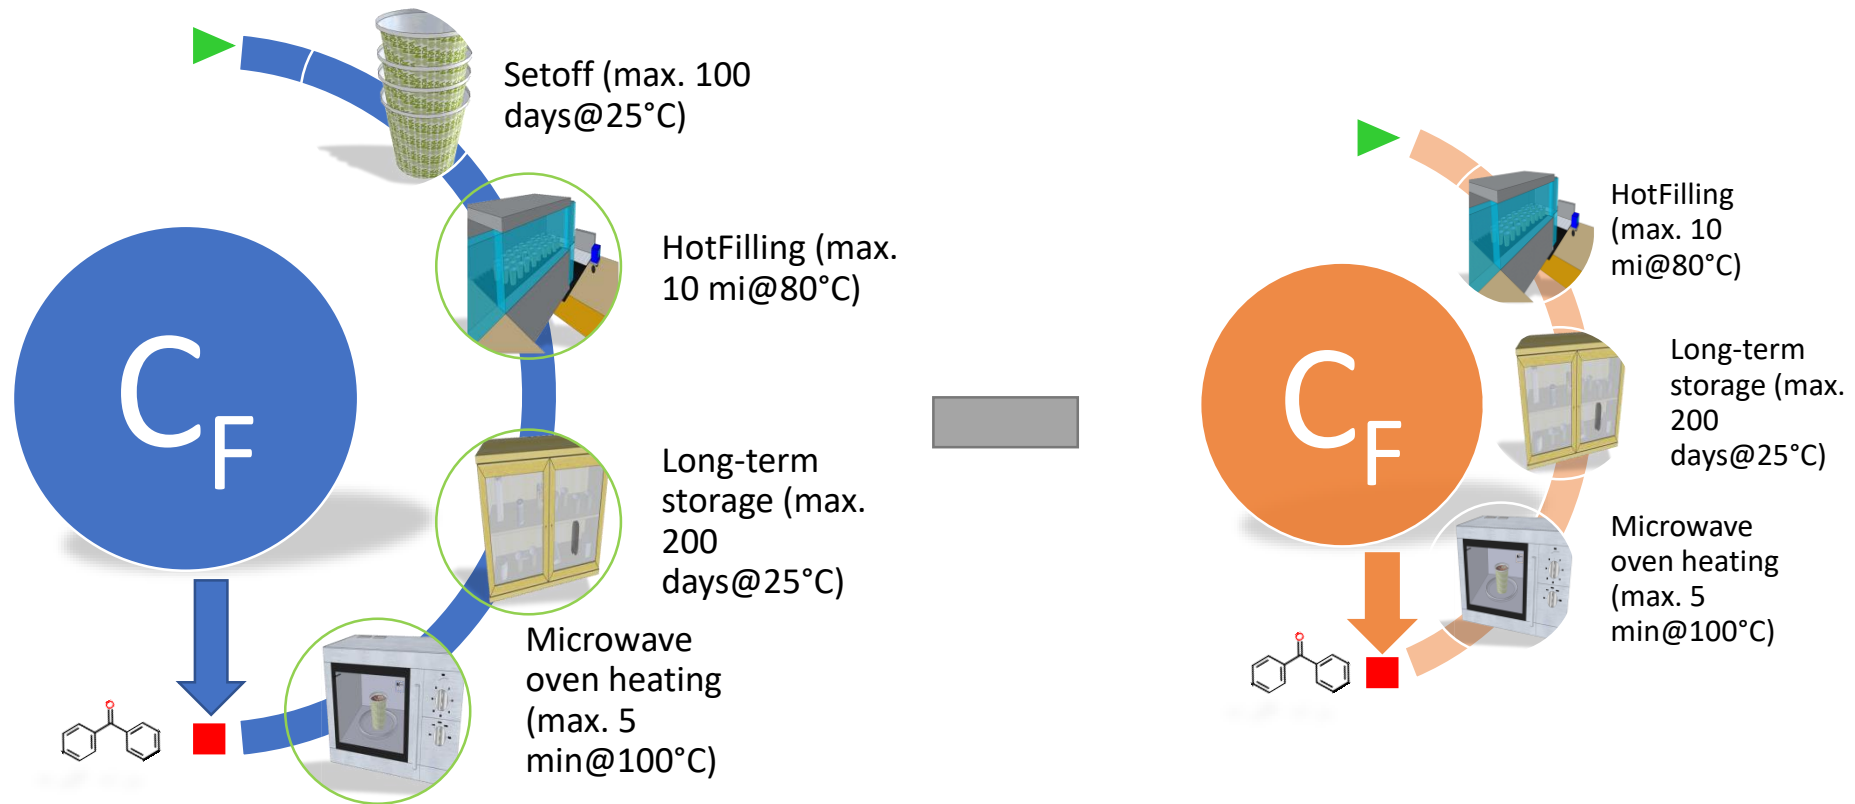 Setoff (max. 100
days@25°C)
HotFilling (max.
10 mi@80°C)
C_F
Long-term
storage (max.
200
days@25°C)
Microwave
oven heating
(max. 5
min@100°C)
O
HotFilling
(max. 10
mi@80°C)
C_F
Long-term
storage (max.
200
days@25°C)
Microwave
oven heating
(max. 5
min@100°C)
O